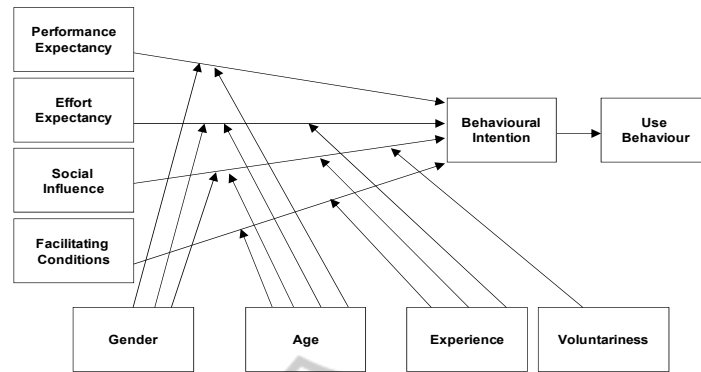 Performance
Expectancy
Effort
Expectancy
Social
Influence
Facilitating
Conditions
Behavioural
Intention
Use
Behaviour
Gender
Age
Experience
Voluntariness